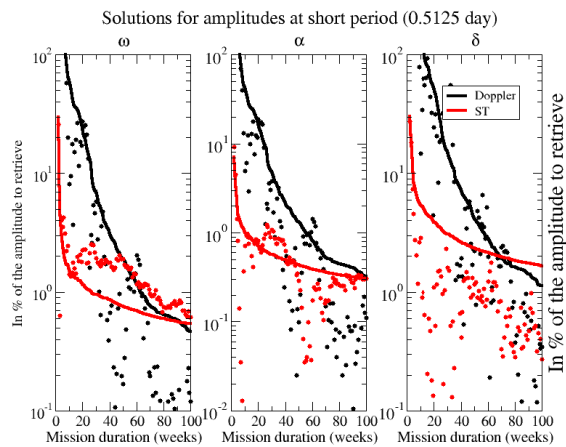 Solutions for amplitudes at short period (0.5125 day)
ω α δ
In % of the amplitude to retrieve
10^2 10^1 10^0 10^-1
10^2 10^1 10^0 10^-1 10^-2
10^2 10^1 10^0 10^-1
Doppler
ST
In % of the amplitude to retrieve
0 20 40 60 80 100 0 20 40 60 80 100 0 20 40 60 80 100
Mission duration (weeks) Mission duration (weeks) Mission duration (weeks)